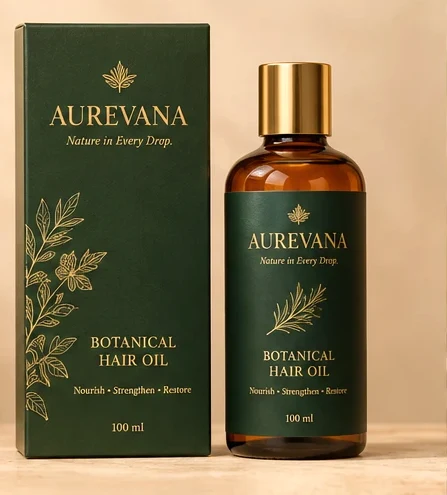 AUREVANA
Nature in Every Drop.
BOTANICAL
HAIR OIL
Nourish • Strengthen • Restore
100 ml
AUREVANA
Nature in Every Drop.
BOTANICAL
HAIR OIL
Nourish • Strengthen • Restore
100 ml